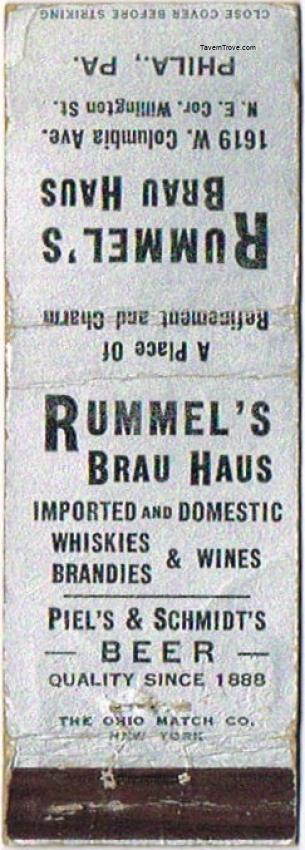 A Place Of
Refinement and Charm
RUMMEL'S
BRAU HAUS
1619 W. Columbia Ave.
N. E. Cor. Willington St.
PHILA., PA.
CLOSE COVER BEFORE STRIKING
TavernTrove.com
RUMMEL'S
BRAU HAUS
IMPORTED AND DOMESTIC
WHISKIES
BRANDIES & WINES
PIEL'S & SCHMIDT'S
— BEER —
QUALITY SINCE 1888
THE OHIO MATCH CO.
NEW YORK